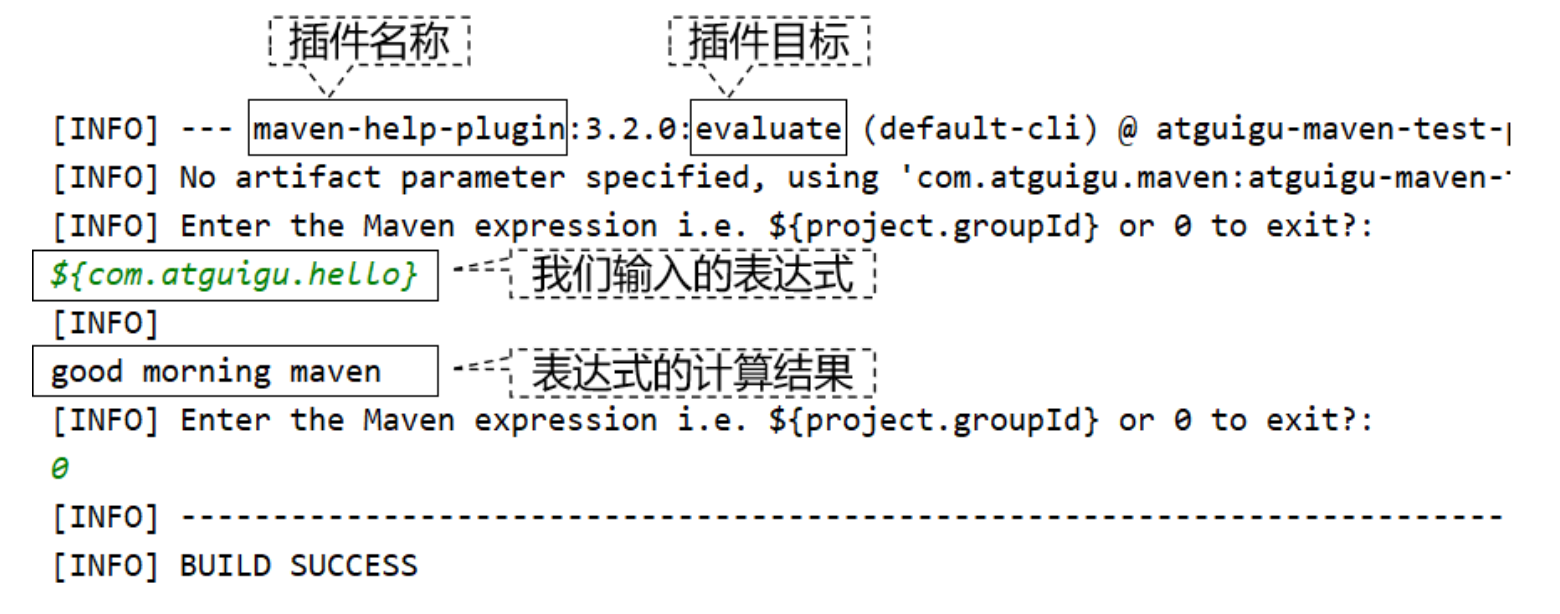 插件名称 插件目标
[INFO] --- maven-help-plugin:3.2.0:evaluate (default-cli) @ atguigu-maven-test-
[INFO] No artifact parameter specified, using 'com.atguigu.maven:atguigu-maven-
[INFO] Enter the Maven expression i.e. ${project.groupId} or 0 to exit?:
${com.atguigu.hello} 我们输入的表达式
[INFO]
good morning maven 表达式的计算结果
[INFO] Enter the Maven expression i.e. ${project.groupId} or 0 to exit?:
0
[INFO] ------------------------------------------------------------------------
[INFO] BUILD SUCCESS